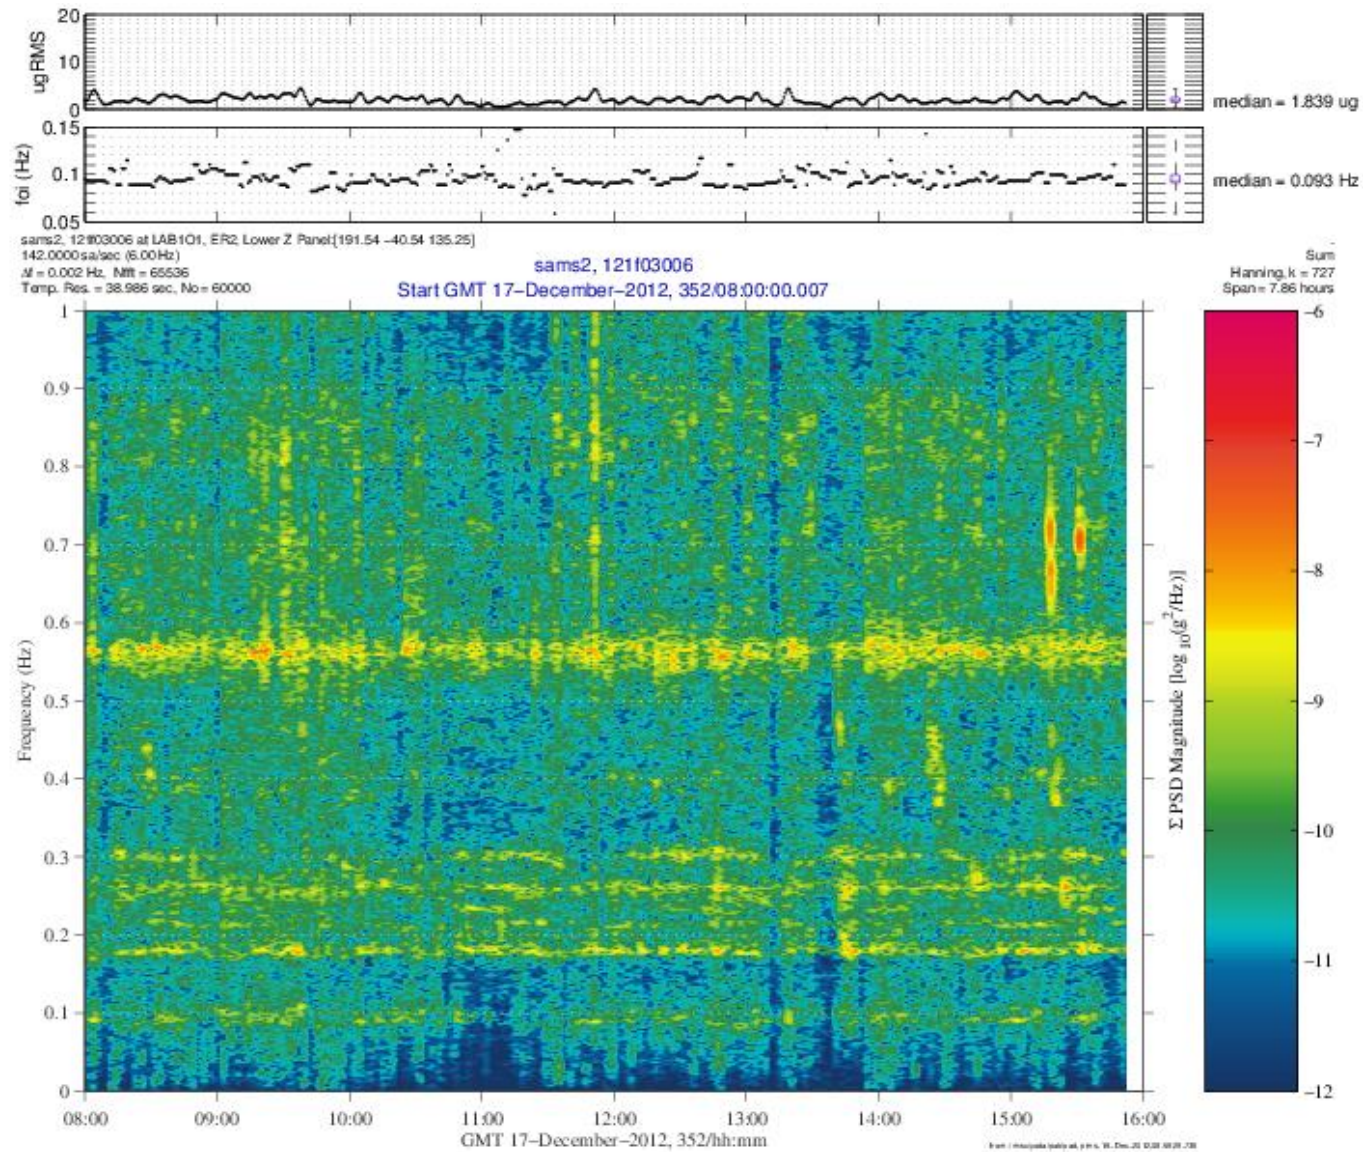 20
10
0
ugRMS
median = 1.839 ug
0.15
0.1
0.05
foi (Hz)
median = 0.093 Hz
sams2, 121f03006 at LAB1O1, ER2, Lower Z Panel:[191.54 −40.54 135.25]
142.0000 sa/sec (6.00 Hz)
Δf = 0.002 Hz, Nfft = 65536
Temp. Res. = 38.986 sec, No = 60000
sams2, 121f03006
Start GMT 17−December−2012, 352/08:00:00.007
Sum
Hanning, k = 727
Span = 7.86 hours
1
0.9
0.8
0.7
0.6
0.5
0.4
0.3
0.2
0.1
0
Frequency (Hz)
08:00 09:00 10:00 11:00 12:00 13:00 14:00 15:00 16:00
GMT 17−December−2012, 352/hh:mm
Σ PSD Magnitude [log 10(g2/Hz)]
−6
−7
−8
−9
−10
−11
−12